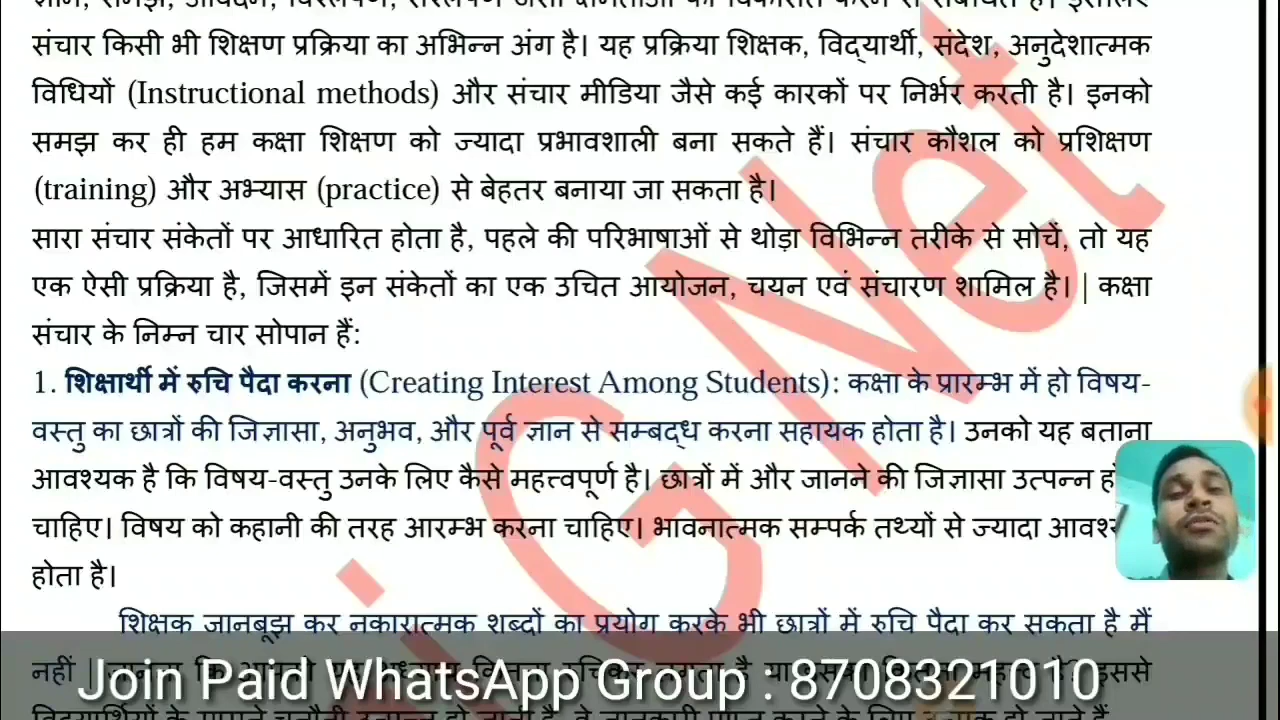 संचार किसी भी शिक्षण प्रक्रिया का अभिन्न अंग है। यह प्रक्रिया शिक्षक, विद्यार्थी, संदेश, अनुदेशात्मक
विधियों (Instructional methods) और संचार मीडिया जैसे कई कारकों पर निर्भर करती है। इनको
समझ कर ही हम कक्षा शिक्षण को ज्यादा प्रभावशाली बना सकते हैं। संचार कौशल को प्रशिक्षण
(training) और अभ्यास (practice) से बेहतर बनाया जा सकता है।
सारा संचार संकेतों पर आधारित होता है, पहले की परिभाषाओं से थोड़ा विभिन्न तरीके से सोचें, तो यह
एक ऐसी प्रक्रिया है, जिसमें इन संकेतों का एक उचित आयोजन, चयन एवं संचारण शामिल है। | कक्षा
संचार के निम्न चार सोपान हैं:
1. शिक्षार्थी में रुचि पैदा करना (Creating Interest Among Students): कक्षा के प्रारम्भ में हो विषय-
वस्तु का छात्रों की जिज्ञासा, अनुभव, और पूर्व ज्ञान से सम्बद्ध करना सहायक होता है। उनको यह बताना
आवश्यक है कि विषय-वस्तु उनके लिए कैसे महत्त्वपूर्ण है। छात्रों में और जानने की जिज्ञासा उत्पन्न
चाहिए। विषय को कहानी की तरह आरम्भ करना चाहिए। भावनात्मक सम्पर्क तथ्यों से ज्यादा
होता है।
शिक्षक जानबूझ कर नकारात्मक शब्दों का प्रयोग करके भी छात्रों में रुचि पैदा कर सकता है मैं
नहीं |
Join Paid WhatsApp Group : 8708321010
i G Net